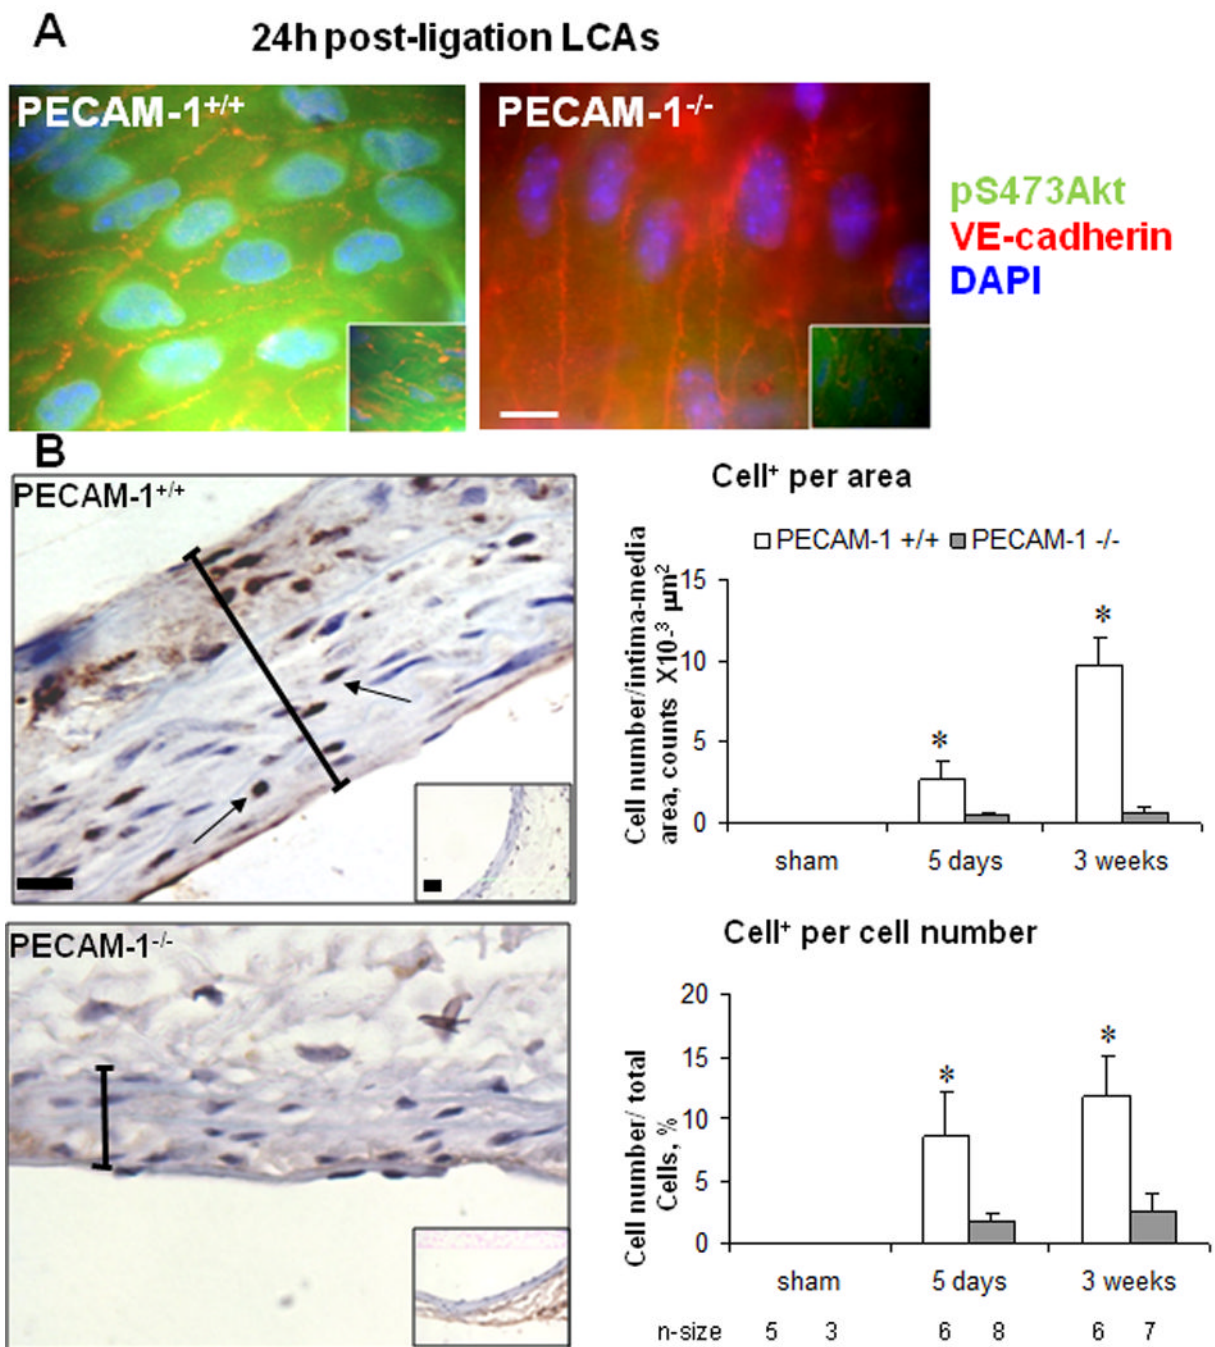 A
24h post-ligation LCAs
PECAM-1+/+
PECAM-1-/-
pS473Akt
VE-cadherin
DAPI
B
PECAM-1+/+
Cell+ per area
PECAM-1 +/+ PECAM-1 -/-
Cell number/intima-media
area, counts X10-3 µm2
15
10
5
0
sham 5 days 3 weeks
*
*
PECAM-1-/-
Cell+ per cell number
Cell number/ total
Cells, %
20
15
10
5
0
*
*
sham 5 days 3 weeks
n-size 5 3 6 8 6 7